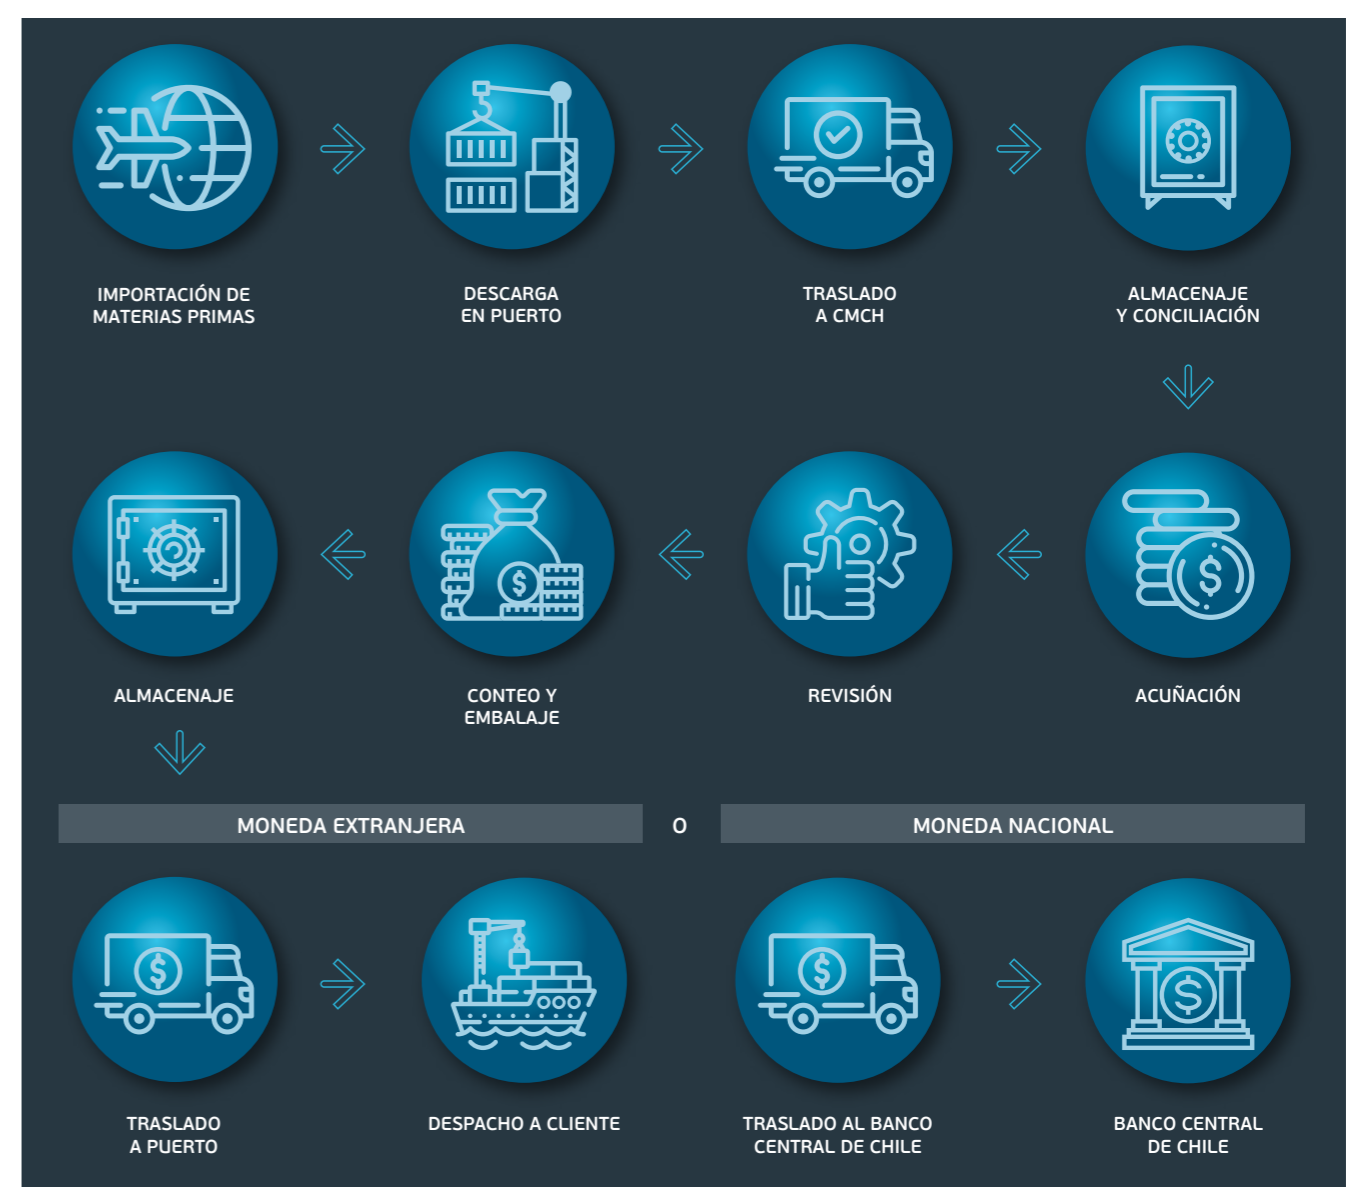 IMPORTACIÓN DE
MATERIAS PRIMAS
DESCARGA
EN PUERTO
TRASLADO
A CMCH
ALMACENAJE
Y CONCILIACIÓN
ALMACENAJE
CONTEO Y
EMBALAJE
REVISIÓN
ACUÑACIÓN
MONEDA EXTRANJERA
O
MONEDA NACIONAL
TRASLADO
A PUERTO
DESPACHO A CLIENTE
TRASLADO AL BANCO
CENTRAL DE CHILE
BANCO CENTRAL
DE CHILE